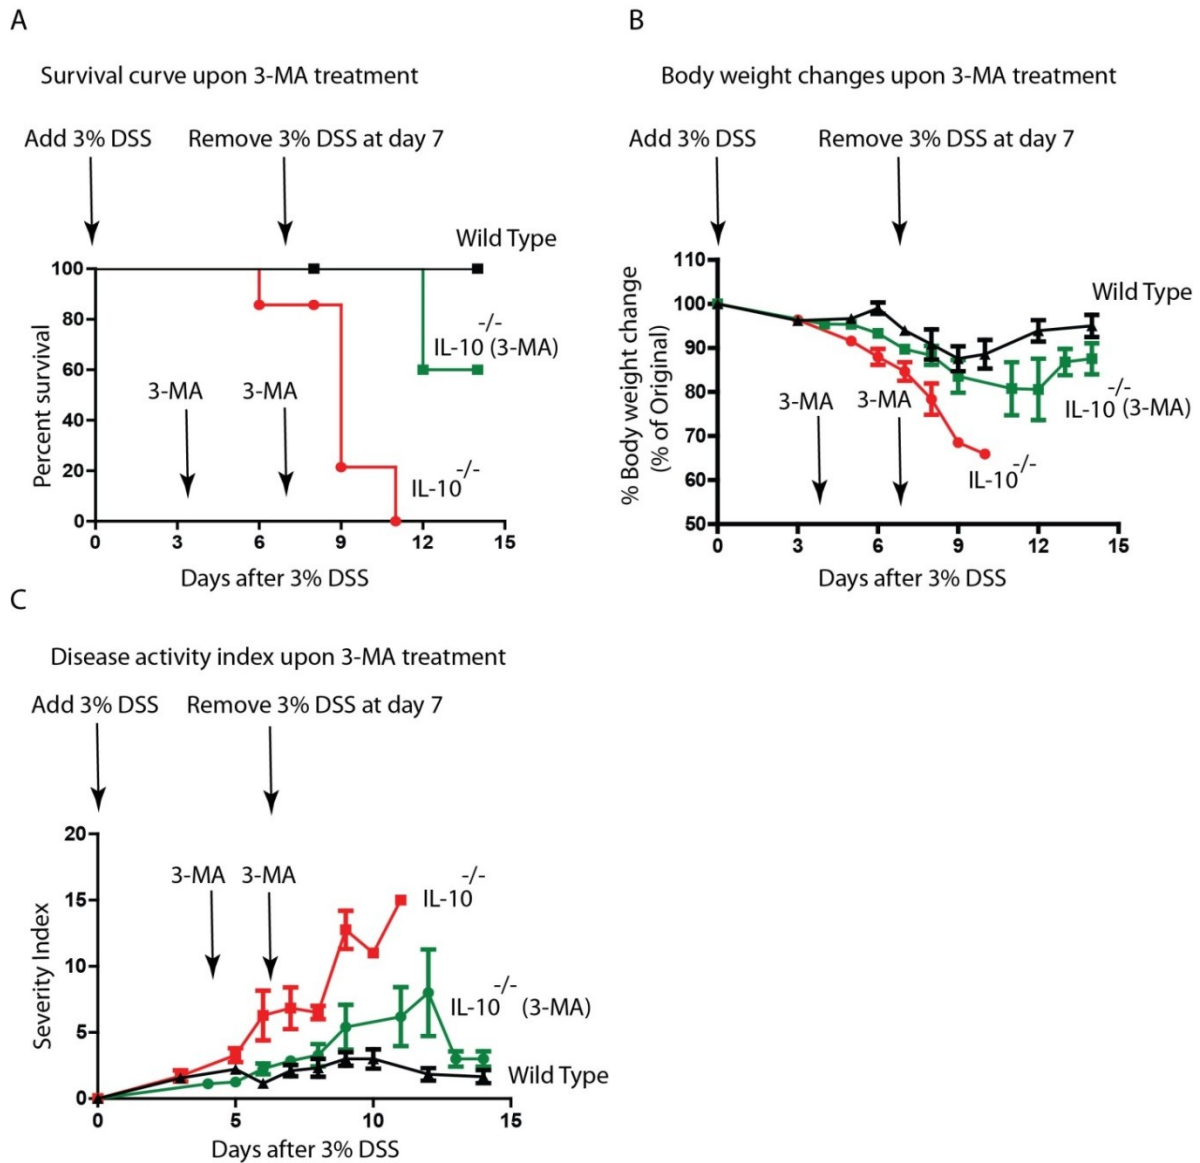 A
Survival curve upon 3-MA treatment
Add 3% DSS
Remove 3% DSS at day 7
Wild Type
IL-10-/- (3-MA)
3-MA
3-MA
IL-10-/-
Percent survival
100
80
60
40
20
0
0 3 6 9 12 15
Days after 3% DSS
B
Body weight changes upon 3-MA treatment
Add 3% DSS
Remove 3% DSS at day 7
Wild Type
3-MA
3-MA
IL-10-/- (3-MA)
IL-10-/-
% Body weight change
(% of Original)
110
100
90
80
70
60
50
0 3 6 9 12 15
Days after 3% DSS
C
Disease activity index upon 3-MA treatment
Add 3% DSS
Remove 3% DSS at day 7
3-MA
3-MA
IL-10-/-
IL-10-/- (3-MA)
Wild Type
Severity Index
20
15
10
5
0
0 5 10 15
Days after 3% DSS